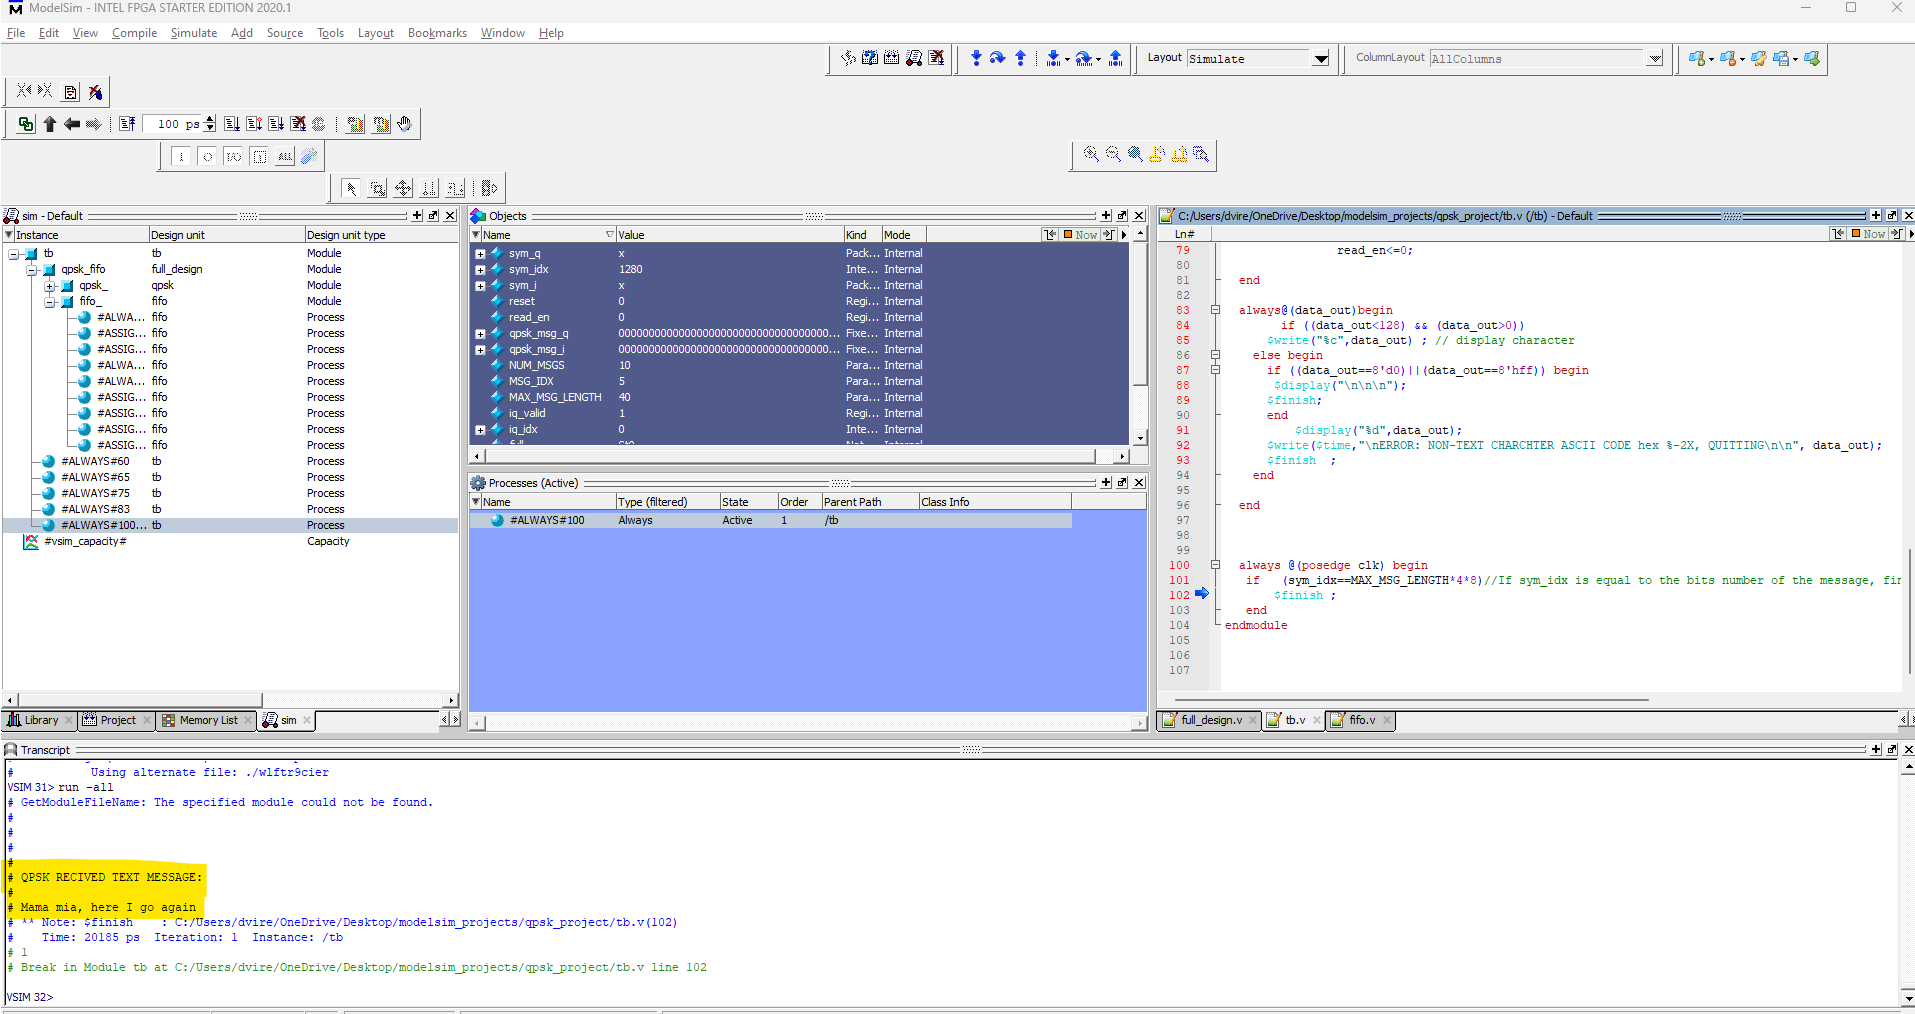 ModelSim - INTEL FPGA STARTER EDITION 2020.1
File Edit View Compile Simulate Add Source Tools Layout Bookmarks Window Help
Layout Simulate ColumnLayout AllColumns
100 ps
sim - Default
Instance Design unit Design unit type
tb tb Module
qpsk_fifo full_design Module
qpsk_ qpsk Module
fifo_ fifo Module
#ALWA... fifo Process
#ASSIG... fifo Process
#ASSIG... fifo Process
#ALWA... fifo Process
#ALWA... fifo Process
#ASSIG... fifo Process
#ASSIG... fifo Process
#ASSIG... fifo Process
#ASSIG... fifo Process
#ALWAYS#60 tb Process
#ALWAYS#65 tb Process
#ALWAYS#75 tb Process
#ALWAYS#83 tb Process
#ALWAYS#100... tb Process
#vsim_capacity# Capacity
Library Project Memory List sim
Objects
Name Value Kind Mode Now
sym_q x Pack... Internal
sym_idx 1280 Inte... Internal
sym_i x Pack... Internal
reset 0 Regi... Internal
read_en 0 Regi... Internal
qpsk_msg_q 000000000000000000000000000000... Fixe... Internal
qpsk_msg_i 000000000000000000000000000000... Fixe... Internal
NUM_MSGS 10 Para... Internal
MSG_IDX 5 Para... Internal
MAX_MSG_LENGTH 40 Para... Internal
iq_valid 1 Regi... Internal
iq_idx 0 Inte... Internal
Processes (Active)
Name Type (filtered) State Order Parent Path Class Info
#ALWAYS#100 Always Active 1 /tb
C:/Users/dvire/OneDrive/Desktop/modelsim_projects/qpsk_project/tb.v (/tb) - Default
Ln# Now
79 read_en<=0;
80
81 end
82
83 always@(data_out)begin
84 if ((data_out<128) && (data_out>0))
85 $write("%c",data_out) ; // display character
86 else begin
87 if ((data_out==8'd0)||(data_out==8'hff)) begin
88 $display("\n\n\n");
89 $finish;
90 end
91 $display("%d",data_out);
92 $write($time,"\nERROR: NON-TEXT CHARCHTER ASCII CODE hex %-2X, QUITTING\n\n", data_out);
93 $finish ;
94 end
95
96 end
97
98
99
100 always @(posedge clk) begin
101 if (sym_idx==MAX_MSG_LENGTH*4*8)//If sym_idx is equal to the bits number of the message, fin
102 $finish ;
103 end
104 endmodule
105
106
107
full_design.v tb.v fifo.v
Transcript
# Using alternate file: ./wlftr9cier
VSIM 31> run -all
# GetModuleFileName: The specified module could not be found.
#
#
#
#
# QPSK RECIVED TEXT MESSAGE:
#
# Mama mia, here I go again
# ** Note: $finish : C:/Users/dvire/OneDrive/Desktop/modelsim_projects/qpsk_project/tb.v(102)
# Time: 20185 ps Iteration: 1 Instance: /tb
# 1
# Break in Module tb at C:/Users/dvire/OneDrive/Desktop/modelsim_projects/qpsk_project/tb.v line 102
VSIM 32>